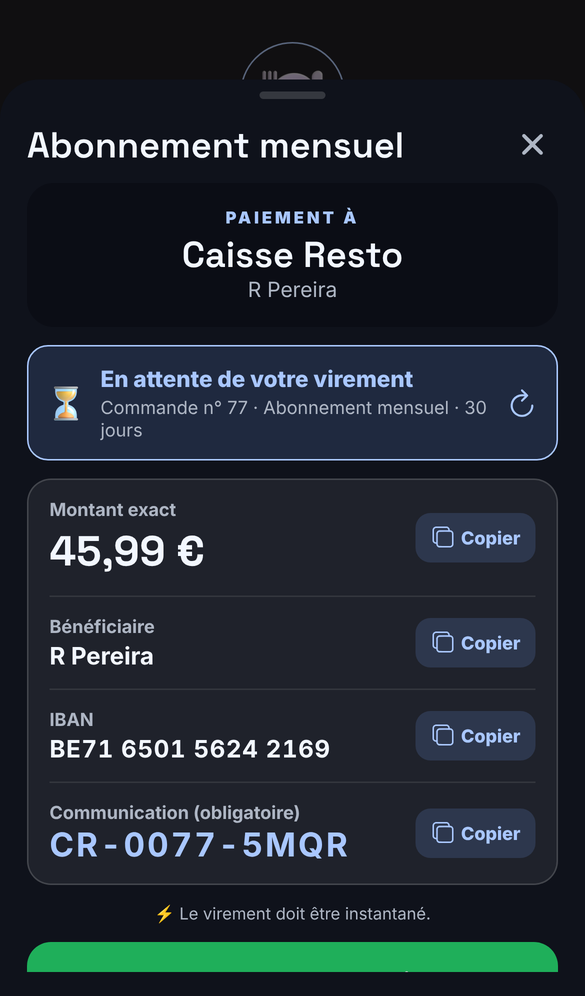 Abonnement mensuel
PAIEMENT À
Caisse Resto
R Pereira
En attente de votre virement
Commande n° 77 · Abonnement mensuel · 30
jours
Montant exact
45,99 €
Copier
Bénéficiaire
R Pereira
Copier
IBAN
BE71 6501 5624 2169
Copier
Communication (obligatoire)
CR-0077-5MQR
Copier
⚡ Le virement doit être instantané.